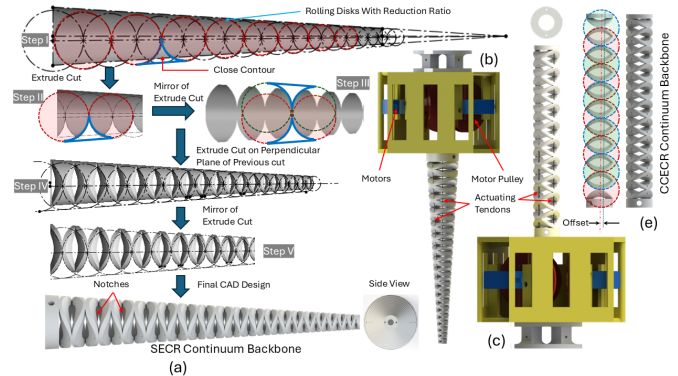 Rolling Disks With Reduction Ratio
Step I
Extrude Cut
Close Contour
Step II
Mirror of
Extrude Cut
Step III
Extrude Cut on Perpendicular
Plane of Previous cut
Step IV
Mirror of
Extrude Cut
Step V
Notches
Final CAD Design
Side View
SECR Continuum Backbone
(a)
(b)
Motors
Motor Pulley
Actuating
Tendons
(c)
Offset
(e)
CCECR Continuum Backbone